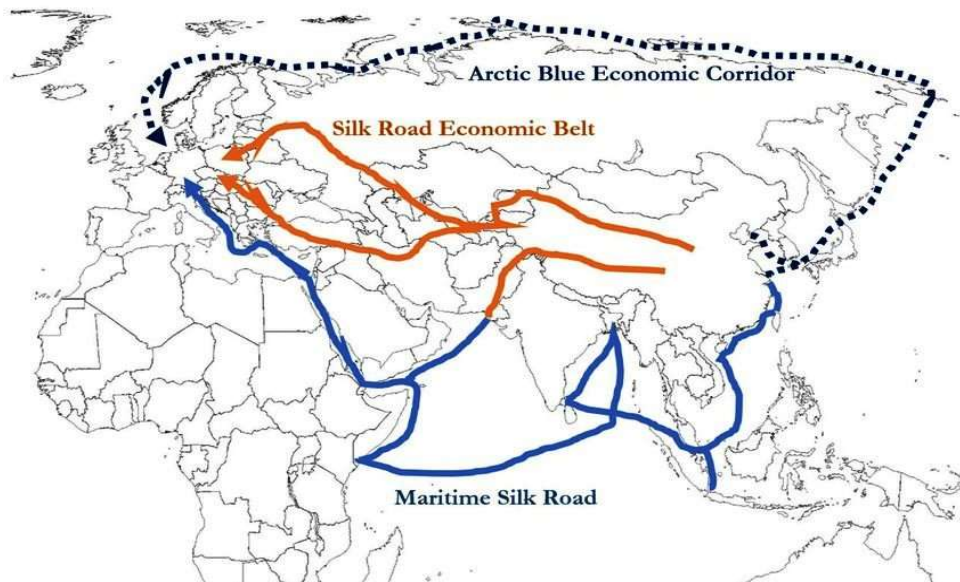 Arctic Blue Economic Corridor
Silk Road Economic Belt
Maritime Silk Road